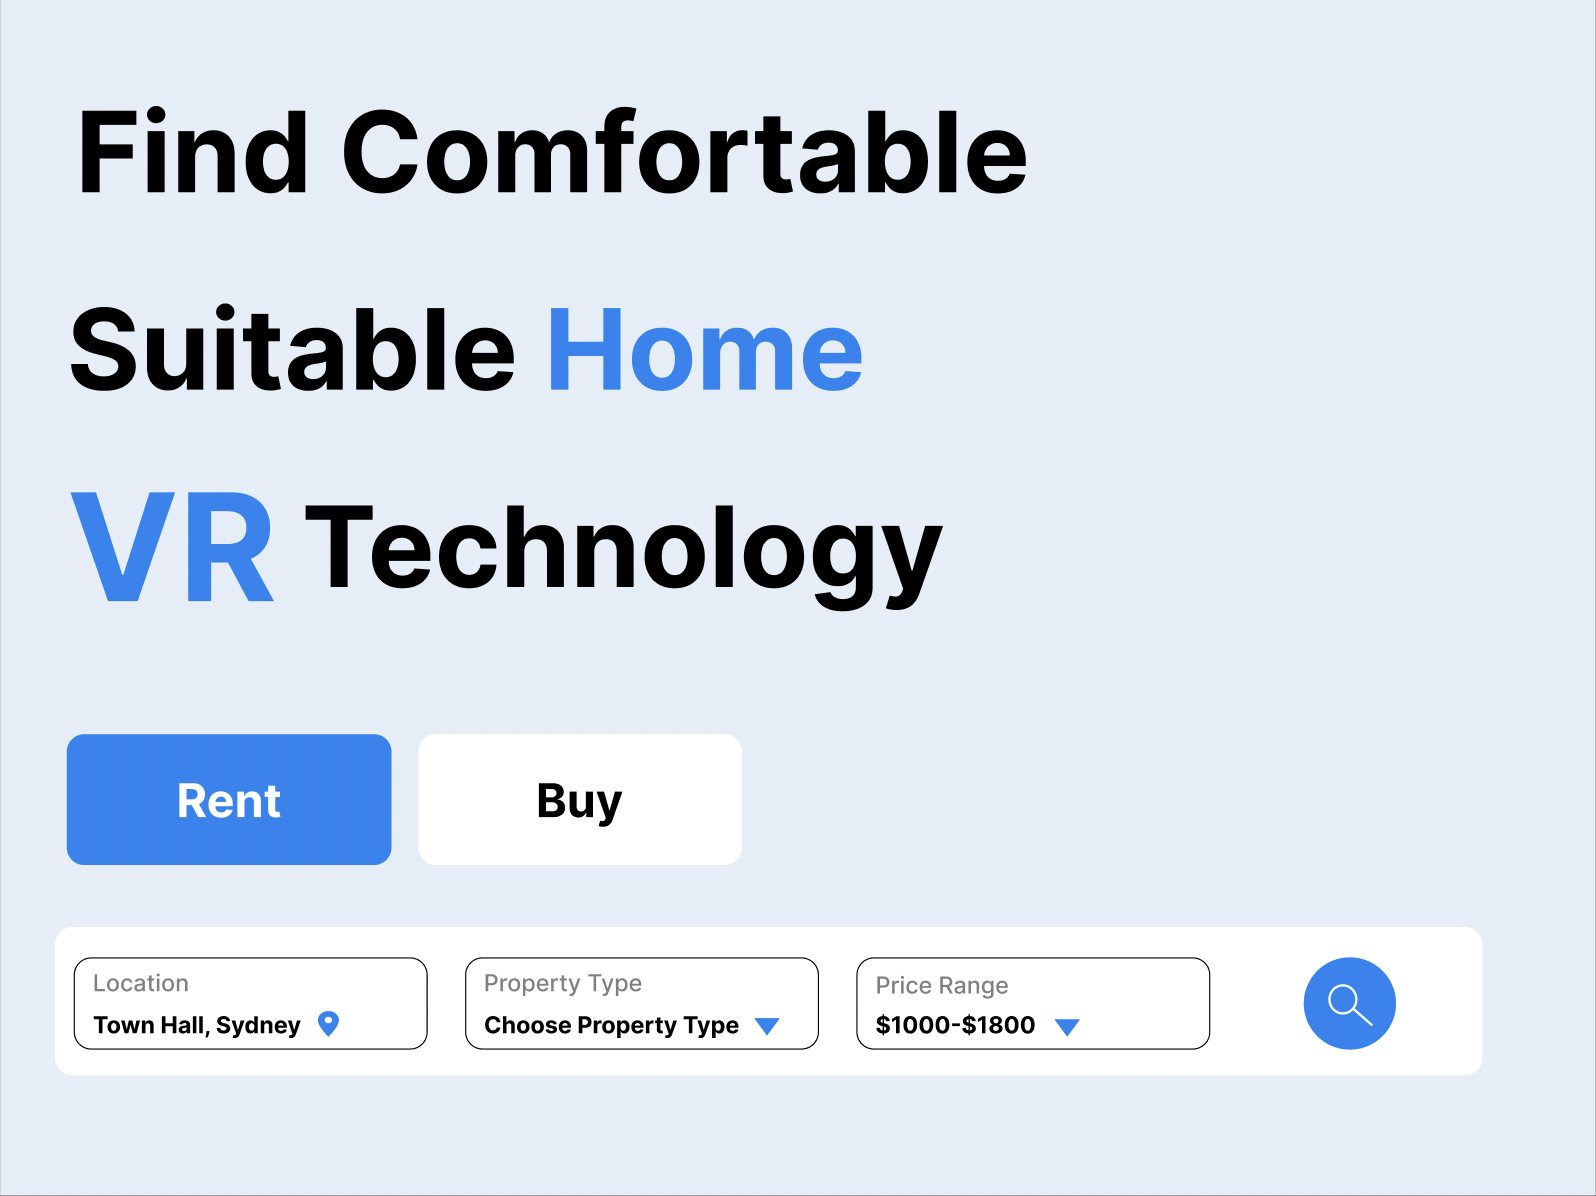 Find Comfortable
Suitable Home
VR Technology
Rent
Buy
Location
Town Hall, Sydney
Property Type
Choose Property Type
Price Range
$1000-$1800